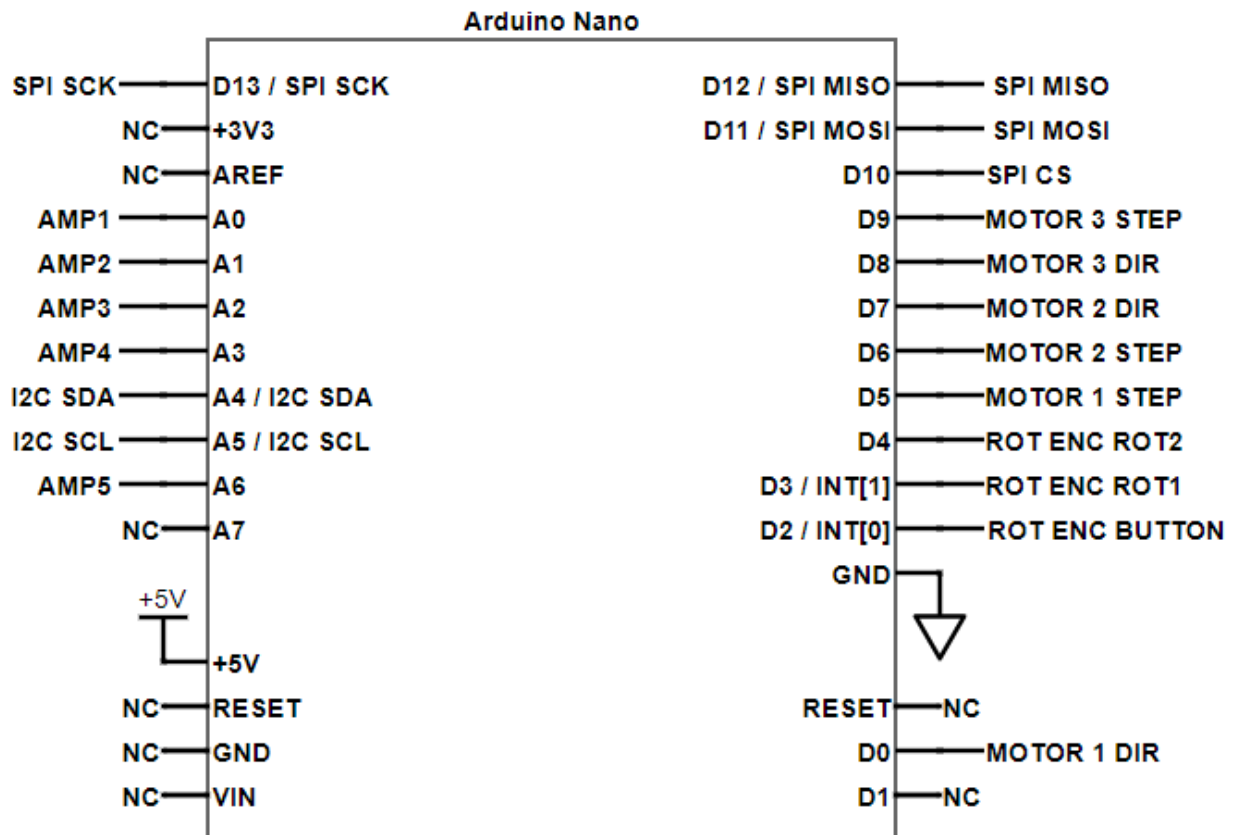 Arduino Nano
SPI SCK D13 / SPI SCK D12 / SPI MISO SPI MISO
NC +3V3 D11 / SPI MOSI SPI MOSI
NC AREF D10 SPI CS
AMP1 A0 D9 MOTOR 3 STEP
AMP2 A1 D8 MOTOR 3 DIR
AMP3 A2 D7 MOTOR 2 DIR
AMP4 A3 D6 MOTOR 2 STEP
I2C SDA A4 / I2C SDA D5 MOTOR 1 STEP
I2C SCL A5 / I2C SCL D4 ROT ENC ROT2
AMP5 A6 D3 / INT[1] ROT ENC ROT1
NC A7 D2 / INT[0] ROT ENC BUTTON
GND
+5V
+5V
NC RESET RESET NC
NC GND D0 MOTOR 1 DIR
NC VIN D1 NC